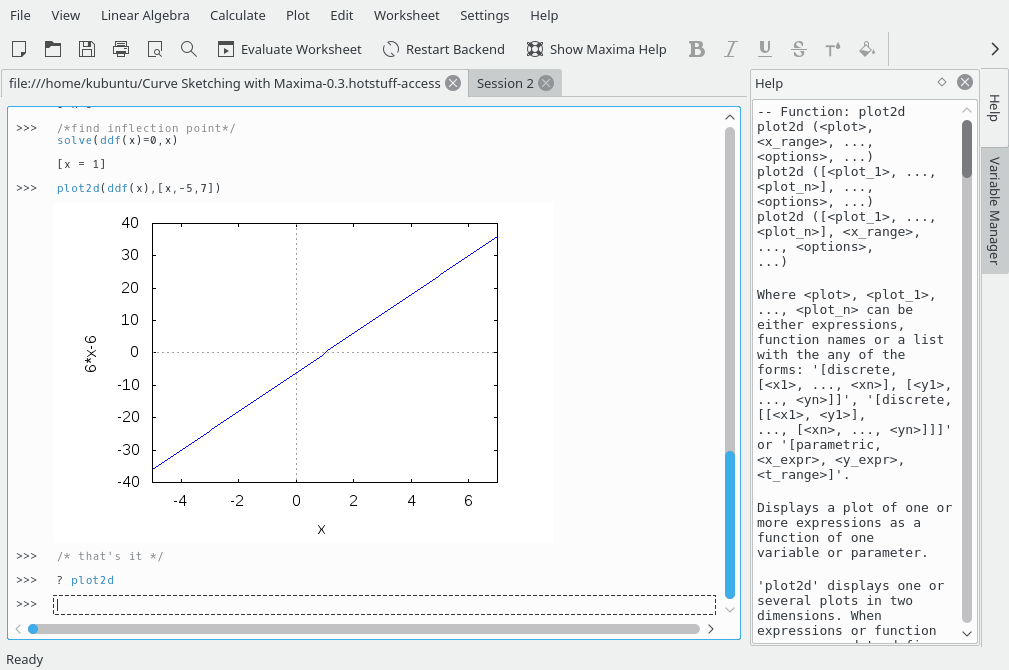 File View Linear Algebra Calculate Plot Edit Worksheet Settings Help
Evaluate Worksheet Restart Backend Show Maxima Help B I U S
file:///home/kubuntu/Curve Sketching with Maxima-0.3.hotstuff-access Session 2
>>> /*find inflection point*/
solve(ddf(x)=0,x)
[x = 1]
>>> plot2d(ddf(x),[x,-5,7])
40
30
20
10
0
-10
-20
-30
-40
6*x-6
-4 -2 0 2 4 6
x
>>> /* that's it */
>>> ? plot2d
>>>
Help
-- Function: plot2d
plot2d (<plot>,
<x_range>, ...,
<options>, ...)
plot2d ([<plot_1>, ...,
<plot_n>], ...,
<options>, ...)
plot2d ([<plot_1>, ...,
<plot_n>], <x_range>,
..., <options>,
...)
Where <plot>, <plot_1>,
..., <plot_n> can be
either expressions,
function names or a list
with the any of the
forms: '[discrete,
[<x1>, ..., <xn>], [<y1>,
..., <yn>]]', '[discrete,
[[<x1>, <y1>],
..., [<xn>, ..., <yn>]]]'
or '[parametric,
<x_expr>, <y_expr>,
<t_range>]'.
Displays a plot of one or
more expressions as a
function of one
variable or parameter.
'plot2d' displays one or
several plots in two
dimensions. When
expressions or function
Help
Variable Manager
Ready